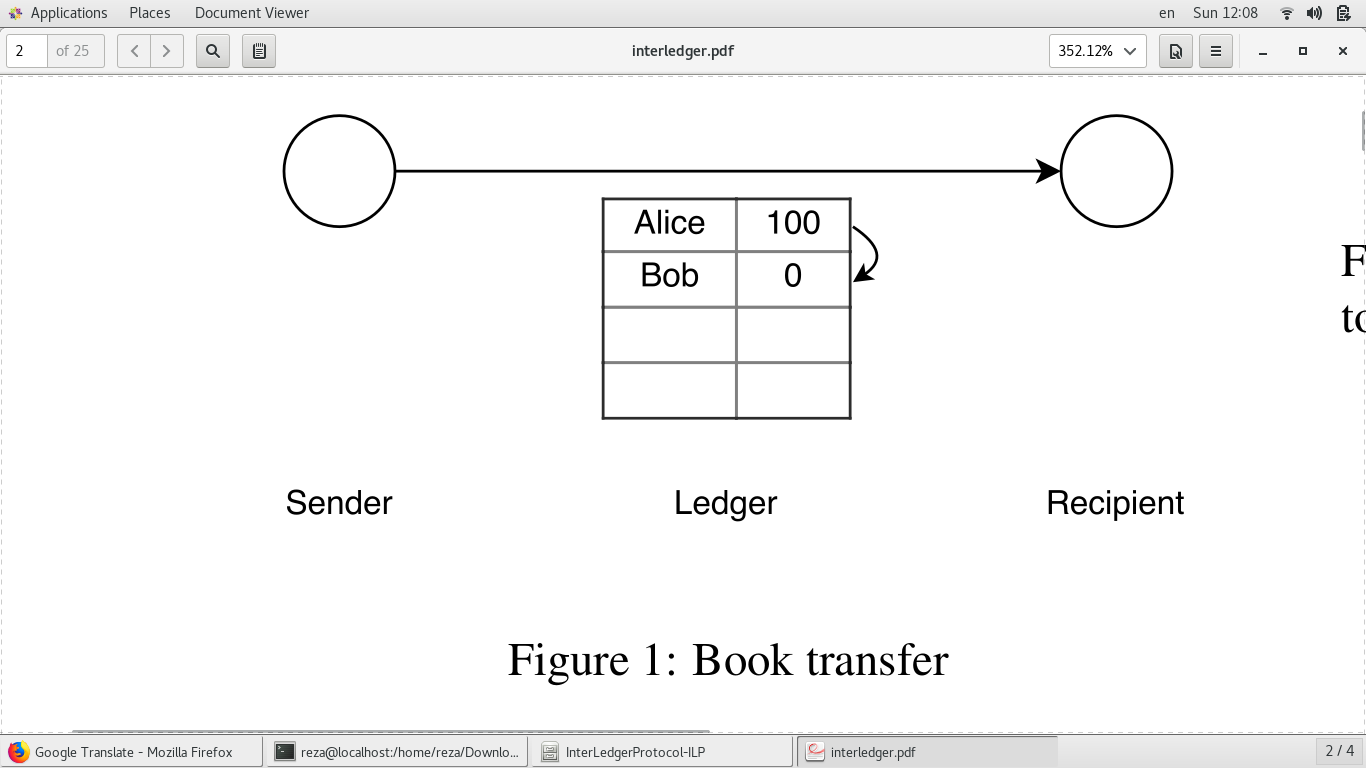 Applications Places Document Viewer en Sun 12:08
2 of 25 interledger.pdf 352.12%
Alice 100
Bob 0
F
to
Sender Ledger Recipient
Figure 1: Book transfer
Google Translate - Mozilla Firefox reza@localhost:/home/reza/Downlo... InterLedgerProtocol-ILP interledger.pdf 2 / 4